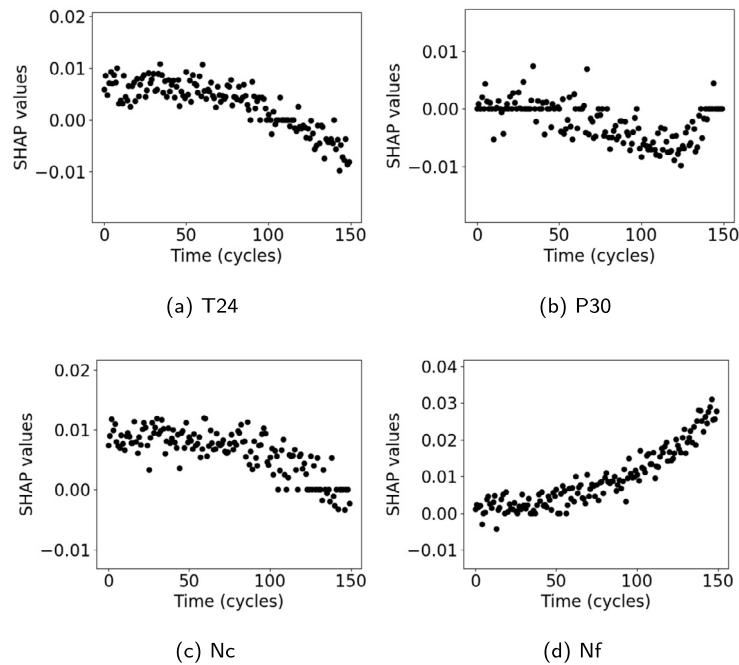 0.02
0.01
0.00
−0.01
SHAP values
0 50 100 150
Time (cycles)
(a) T24
0.01
0.00
−0.01
SHAP values
0 50 100 150
Time (cycles)
(b) P30
0.02
0.01
0.00
−0.01
SHAP values
0 50 100 150
Time (cycles)
(c) Nc
0.04
0.03
0.02
0.01
0.00
−0.01
SHAP values
0 50 100 150
Time (cycles)
(d) Nf